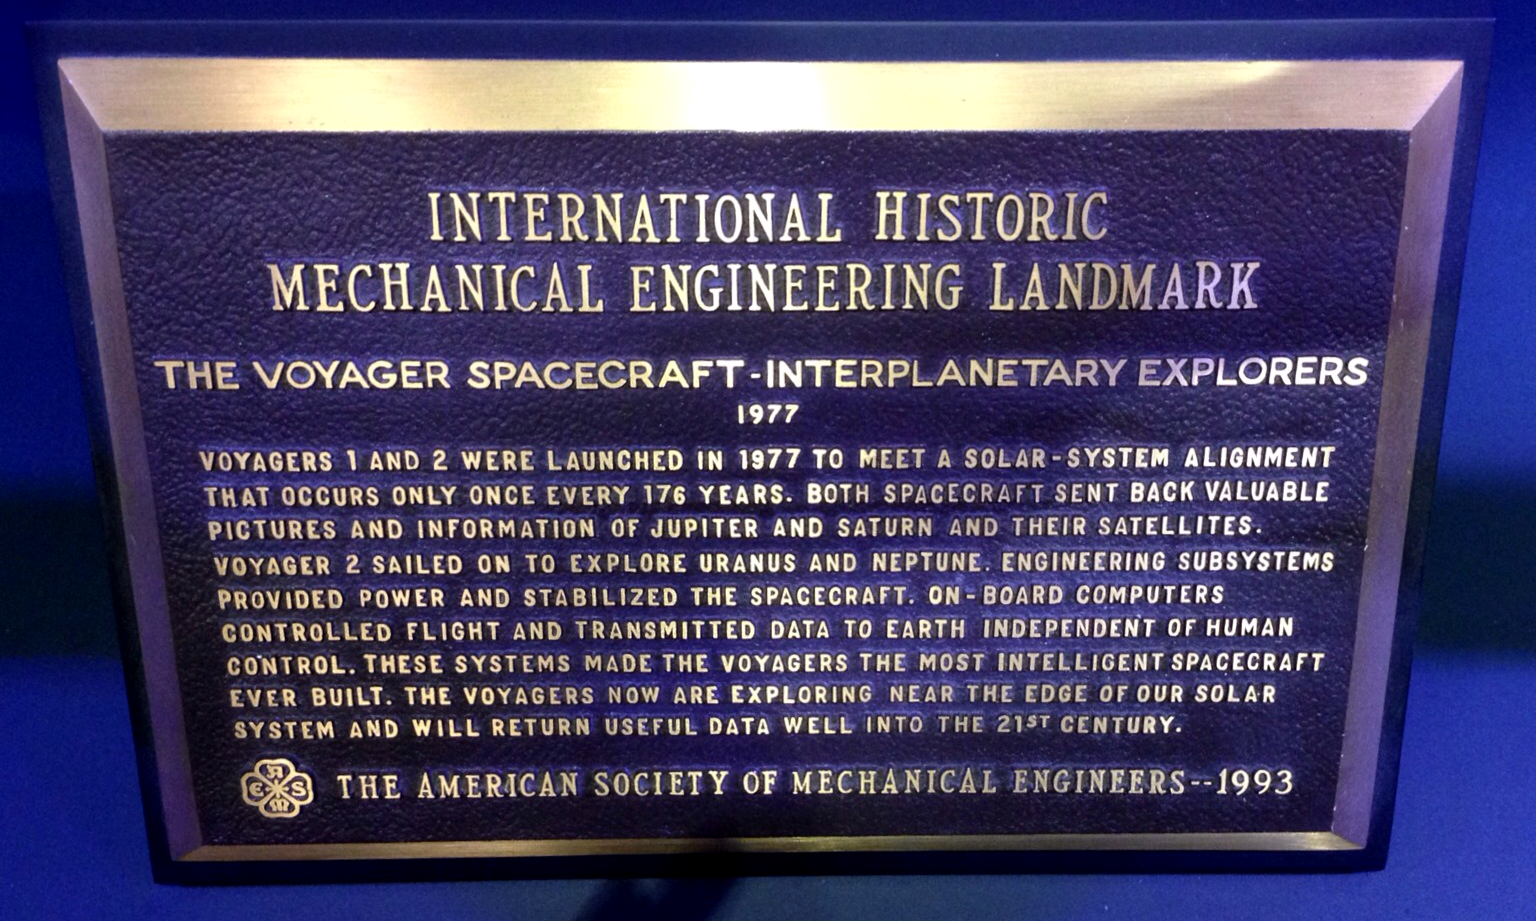 INTERNATIONAL HISTORIC
MECHANICAL ENGINEERING LANDMARK
THE VOYAGER SPACECRAFT-INTERPLANETARY EXPLORERS
1977
VOYAGERS 1 AND 2 WERE LAUNCHED IN 1977 TO MEET A SOLAR-SYSTEM ALIGNMENT
THAT OCCURS ONLY ONCE EVERY 176 YEARS. BOTH SPACECRAFT SENT BACK VALUABLE
PICTURES AND INFORMATION OF JUPITER AND SATURN AND THEIR SATELLITES.
VOYAGER 2 SAILED ON TO EXPLORE URANUS AND NEPTUNE. ENGINEERING SUBSYSTEMS
PROVIDED POWER AND STABILIZED THE SPACECRAFT. ON-BOARD COMPUTERS
CONTROLLED FLIGHT AND TRANSMITTED DATA TO EARTH INDEPENDENT OF HUMAN
CONTROL. THESE SYSTEMS MADE THE VOYAGERS THE MOST INTELLIGENT SPACECRAFT
EVER BUILT. THE VOYAGERS NOW ARE EXPLORING NEAR THE EDGE OF OUR SOLAR
SYSTEM AND WILL RETURN USEFUL DATA WELL INTO THE 21ST CENTURY.
A S M E THE AMERICAN SOCIETY OF MECHANICAL ENGINEERS--1993